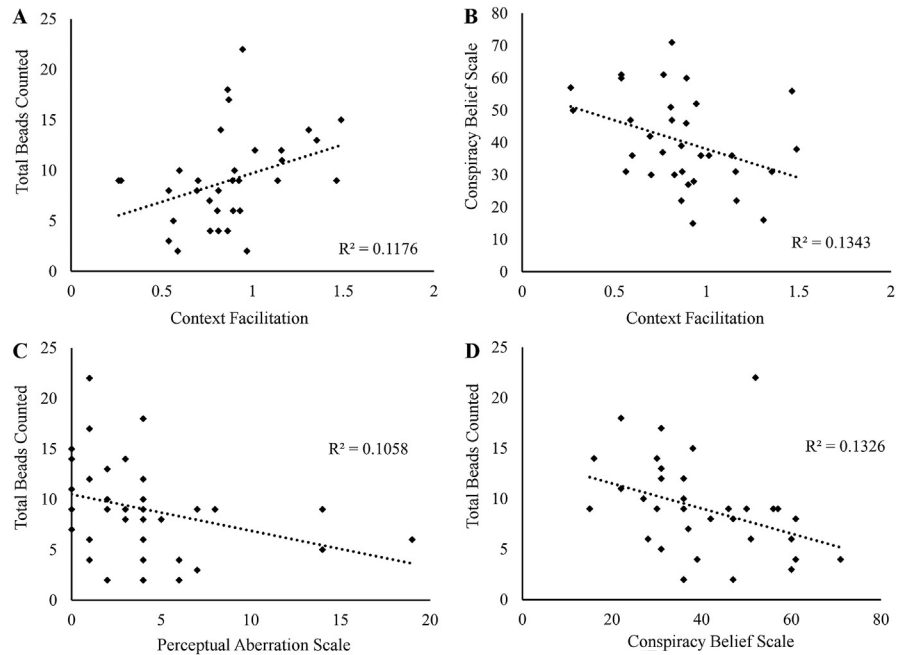 A
Total Beads Counted
25
20
15
10
5
0
0 0.5 1 1.5 2
R² = 0.1176
Context Facilitation
B
Conspiracy Belief Scale
80
70
60
50
40
30
20
10
0
0 0.5 1 1.5 2
R² = 0.1343
Context Facilitation
C
Total Beads Counted
25
20
15
10
5
0
0 5 10 15 20
R² = 0.1058
Perceptual Aberration Scale
D
Total Beads Counted
25
20
15
10
5
0
0 20 40 60 80
R² = 0.1326
Conspiracy Belief Scale